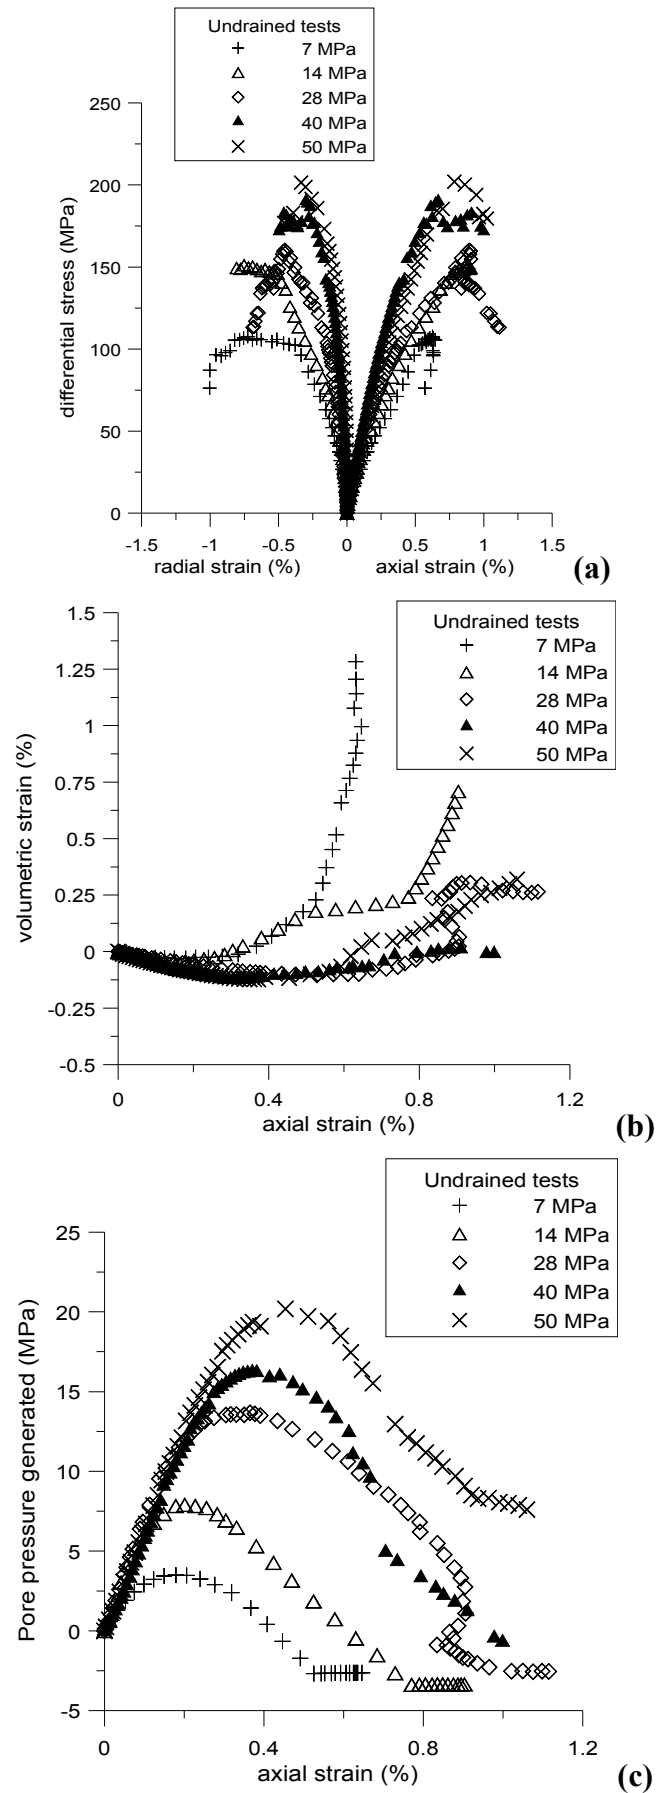 Undrained tests
7 MPa
14 MPa
28 MPa
40 MPa
50 MPa
250
200
150
100
50
0
differential stress (MPa)
-1.5 -1 -0.5 0 0.5 1 1.5
radial strain (%) axial strain (%)
(a)
1.5
1.25
1
0.75
0.5
0.25
0
-0.25
-0.5
volumetric strain (%)
Undrained tests
7 MPa
14 MPa
28 MPa
40 MPa
50 MPa
0 0.4 0.8 1.2
axial strain (%)
(b)
Undrained tests
7 MPa
14 MPa
28 MPa
40 MPa
50 MPa
25
20
15
10
5
0
-5
Pore pressure generated (MPa)
0 0.4 0.8 1.2
axial strain (%)
(c)